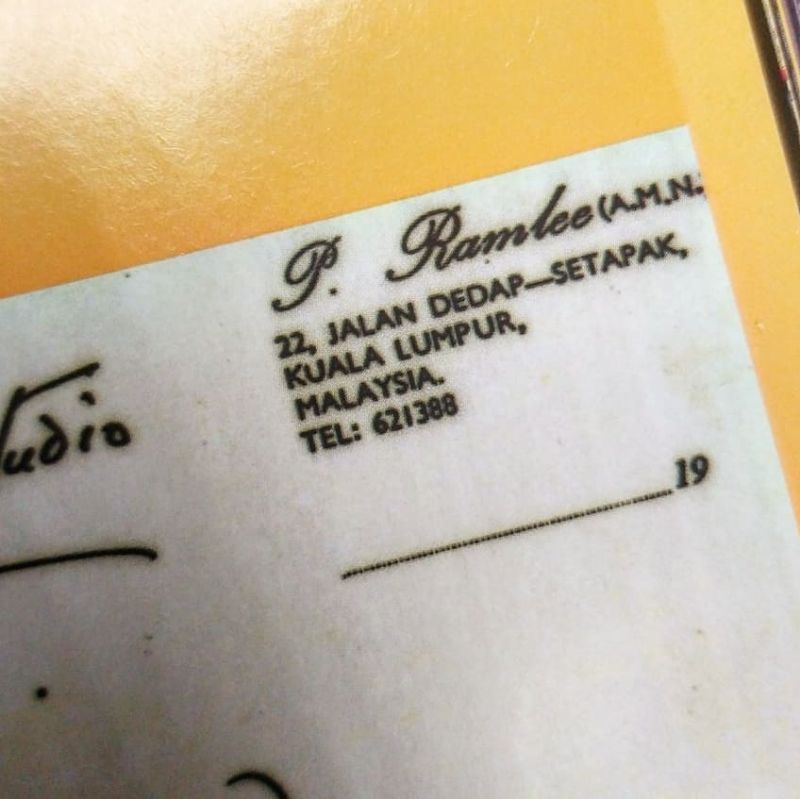 P. Ramlee (A.M.N.
22, JALAN DEDAP—SETAPAK,
KUALA LUMPUR,
MALAYSIA.
TEL: 621388
udio
19